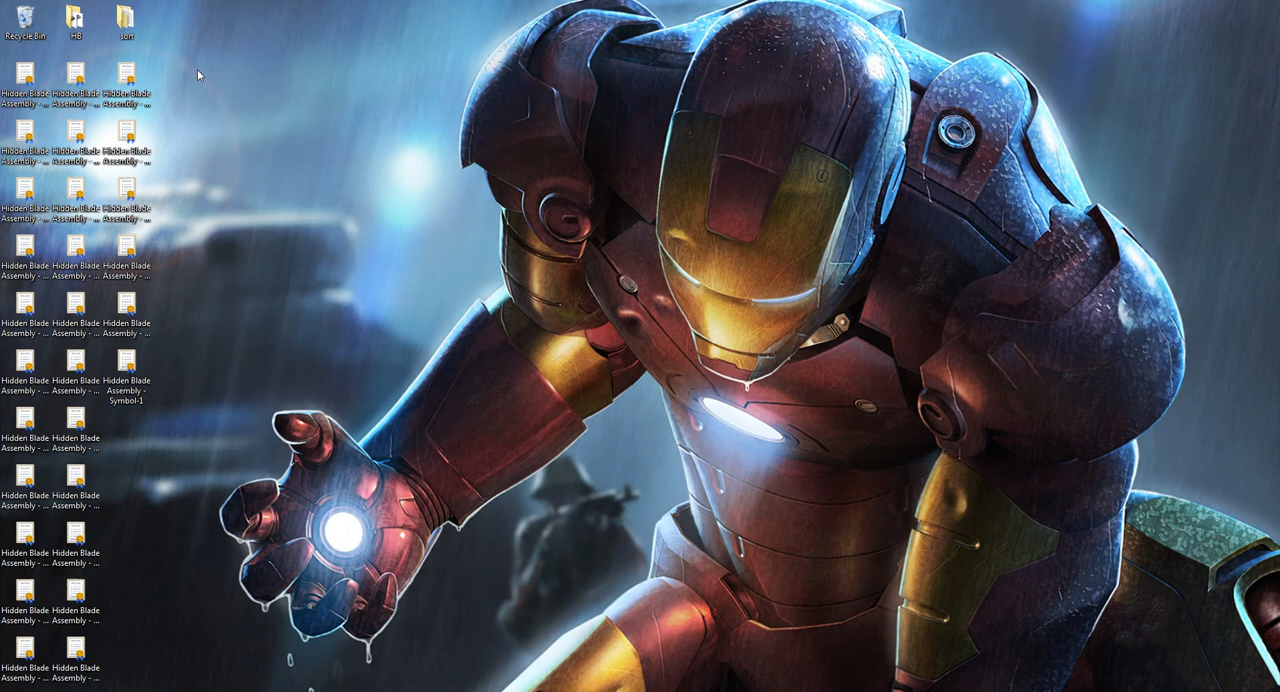 Recycle Bin HB sort
Hidden Blade Hidden Blade Hidden Blade
Assembly - ... Assembly - ... Assembly - ...
Hidden Blade Hidden Blade Hidden Blade
Assembly - ... Assembly - ... Assembly - ...
Hidden Blade Hidden Blade Hidden Blade
Assembly - ... Assembly - ... Assembly - ...
Hidden Blade Hidden Blade Hidden Blade
Assembly - ... Assembly - ... Assembly - ...
Hidden Blade Hidden Blade Hidden Blade
Assembly - ... Assembly - ... Assembly - ...
Hidden Blade Hidden Blade Hidden Blade
Assembly - ... Assembly - ... Assembly -
Symbol-1
Hidden Blade Hidden Blade
Assembly - ... Assembly - ...
Hidden Blade Hidden Blade
Assembly - ... Assembly - ...
Hidden Blade Hidden Blade
Assembly - ... Assembly - ...
Hidden Blade Hidden Blade
Assembly - ... Assembly - ...
Hidden Blade Hidden Blade
Assembly - ... Assembly - ...